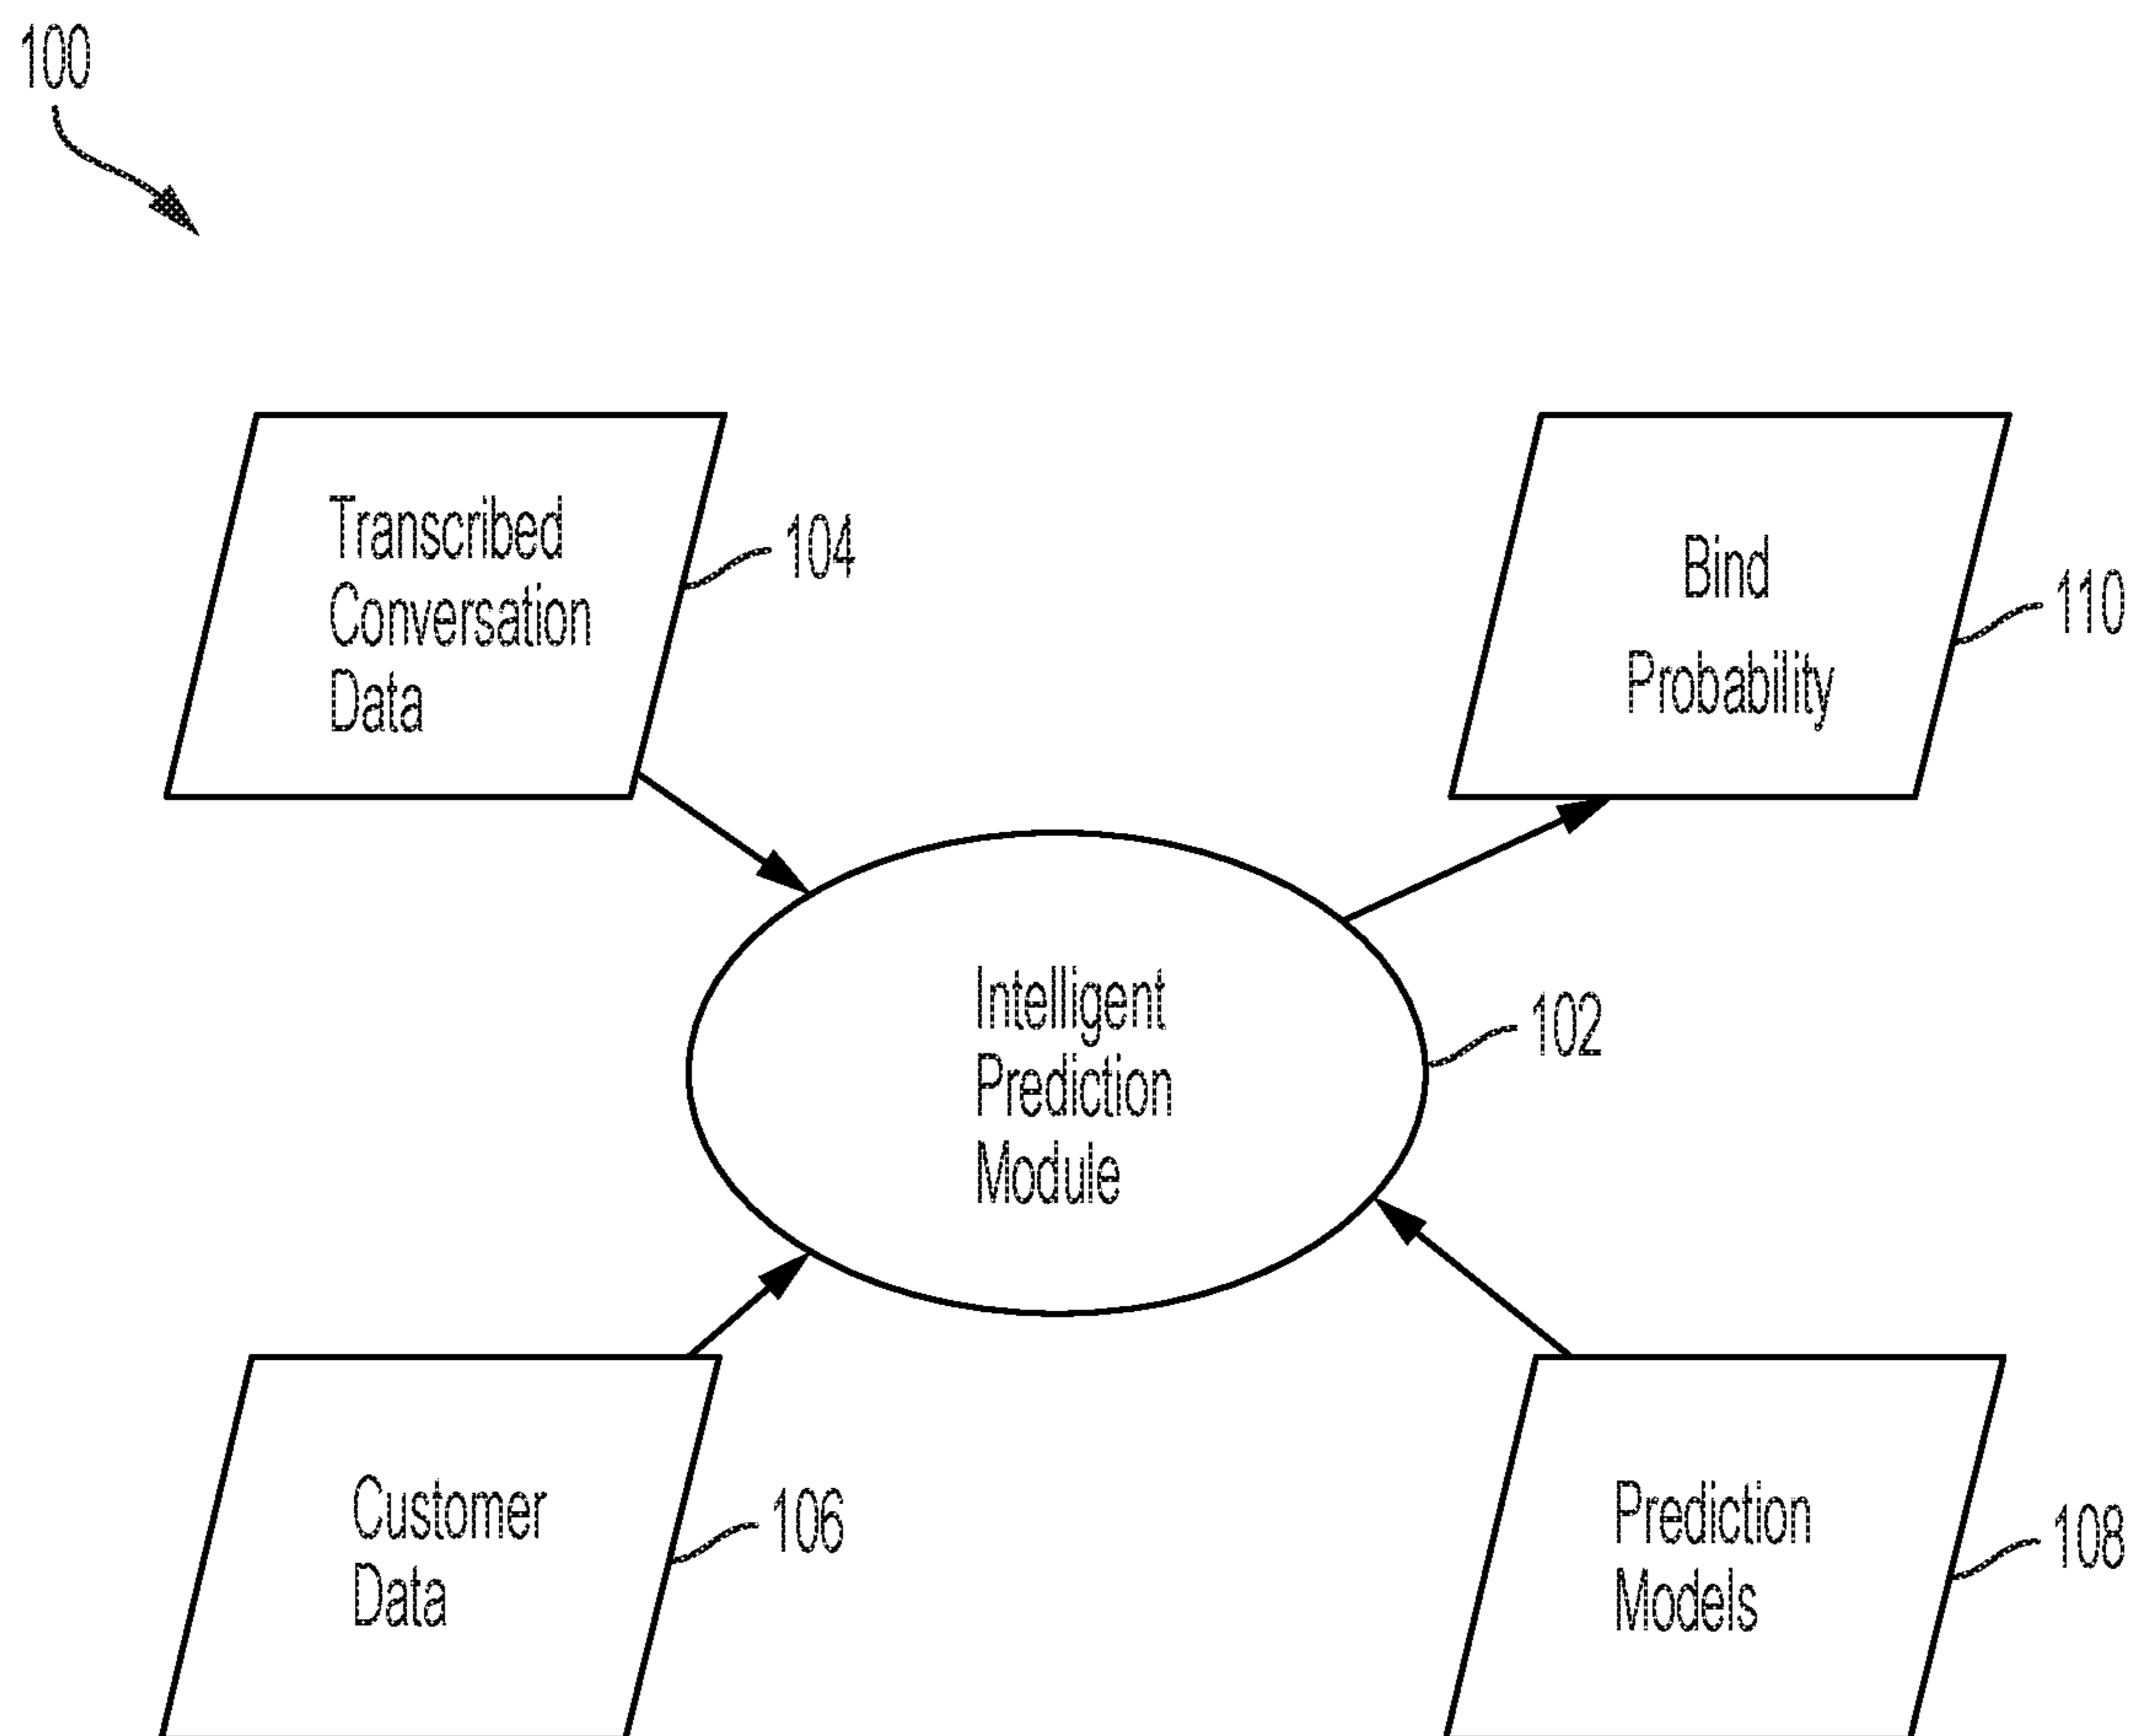 100
Transcribed
Conversation
Data
104
Bind
Probability
110
Intelligent
Prediction
Module
102
Customer
Data
106
Prediction
Models
108